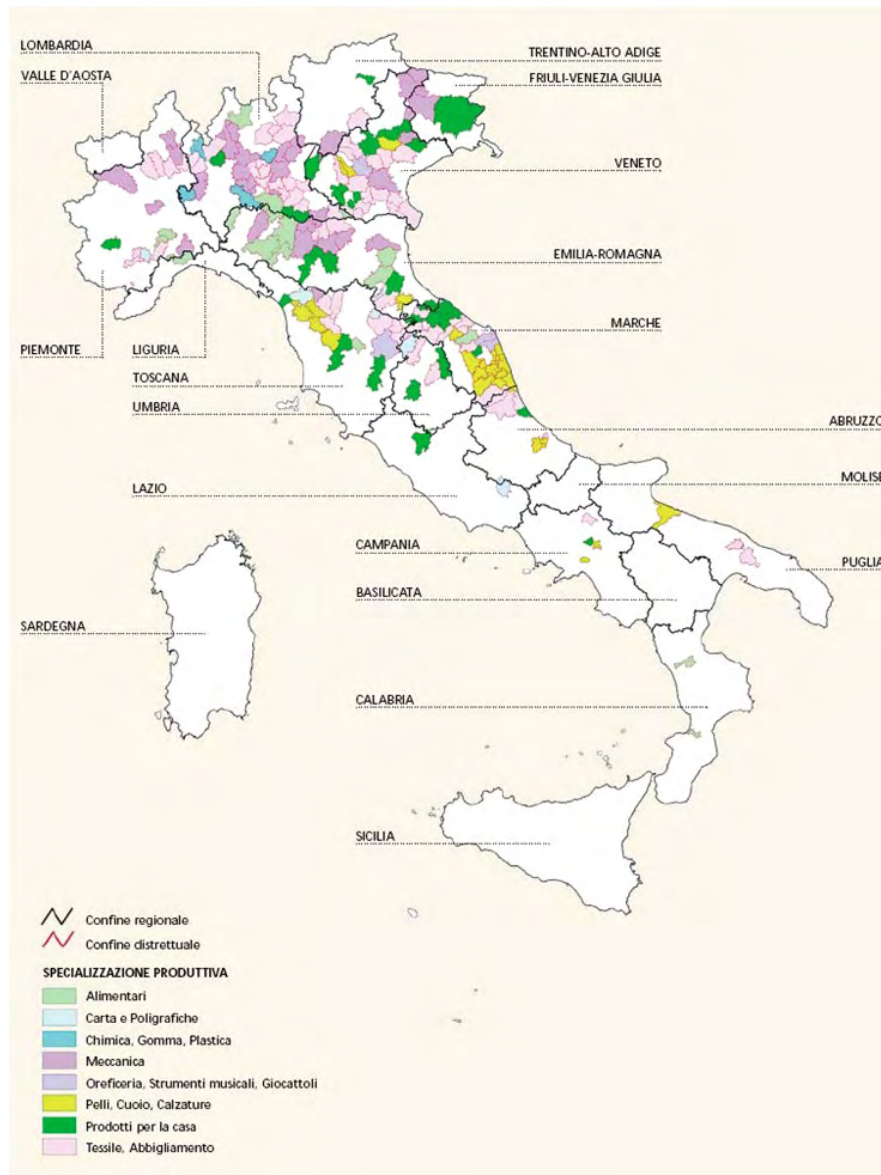 LOMBARDIA
VALLE D'AOSTA
TRENTINO-ALTO ADIGE
FRIULI-VENEZIA GIULIA
VENETO
EMILIA-ROMAGNA
MARCHE
PIEMONTE
LIGURIA
TOSCANA
UMBRIA
ABRUZZO
LAZIO
MOLISE
CAMPANIA
PUGLIA
BASILICATA
SARDEGNA
CALABRIA
SICILIA
Confine regionale
Confine distrettuale
SPECIALIZZAZIONE PRODUTTIVA
Alimentari
Carta e Poligrafiche
Chimica, Gomma, Plastica
Meccanica
Oreficeria, Strumenti musicali, Giocattoli
Pelli, Cuoio, Calzature
Prodotti per la casa
Tessile, Abbigliamento